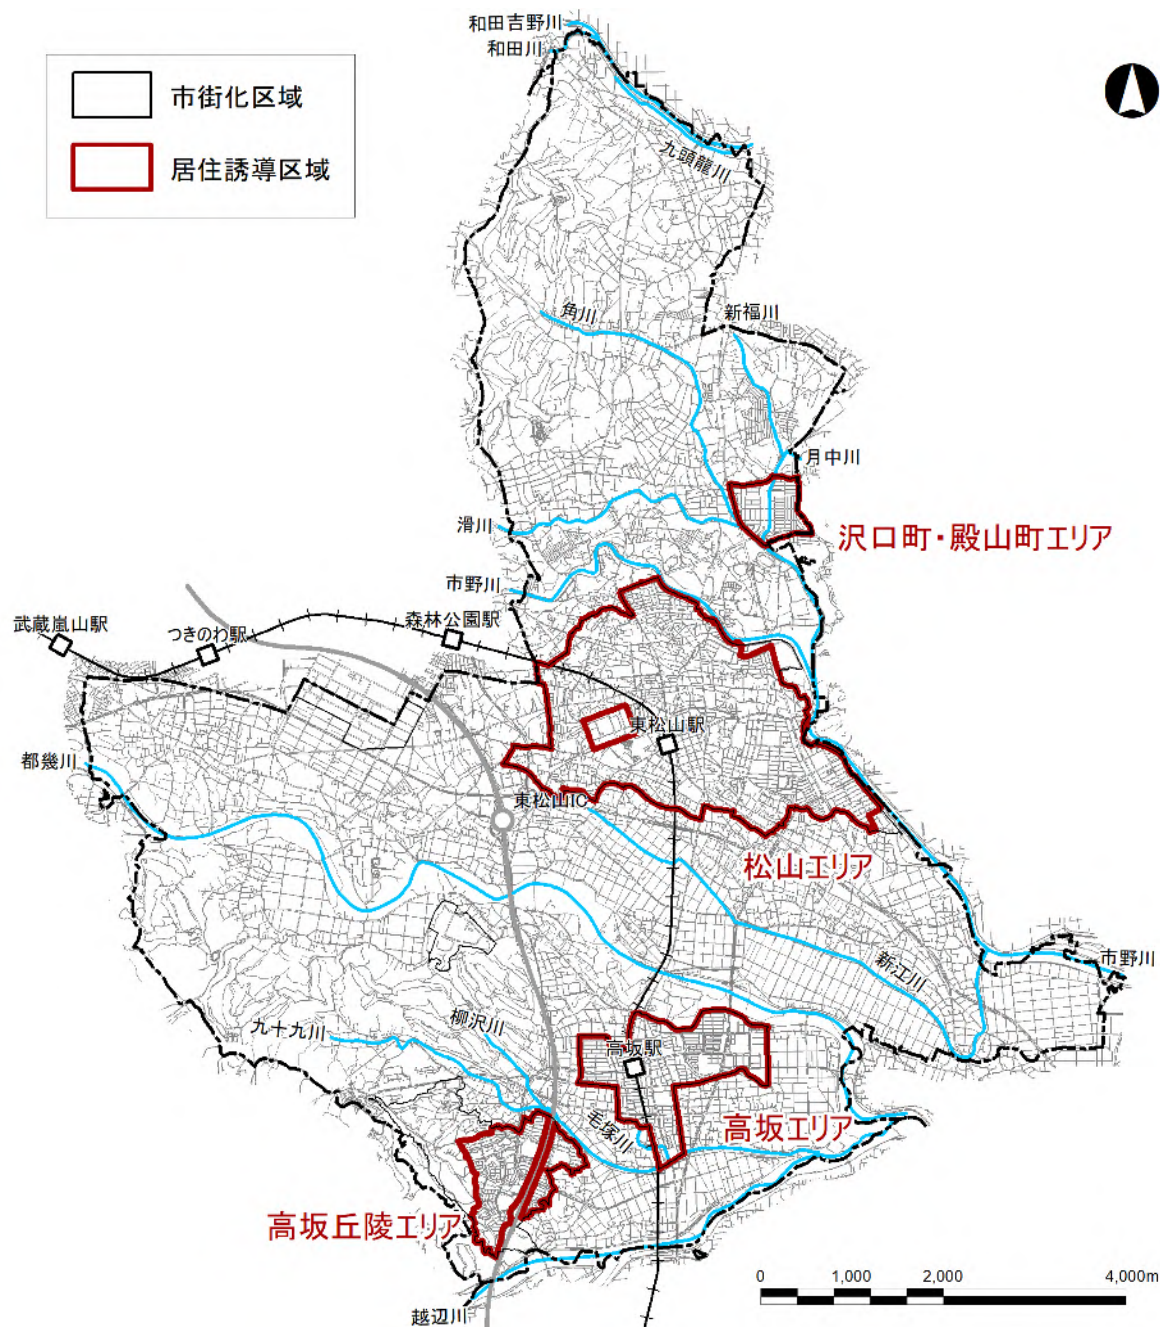 和田吉野川
和田川
市街化区域
居住誘導区域
九頭龍川
角川
新福川
月中川
滑川
沢口町・殿山町エリア
市野川
森林公園駅
武蔵嵐山駅
つきのわ駅
東松山駅
都幾川
東松山IC
松山エリア
新江川
市野川
柳沢川
九十九川
高坂駅
毛塚川
高坂エリア
高坂丘陵エリア
越辺川
0 1,000 2,000 4,000m